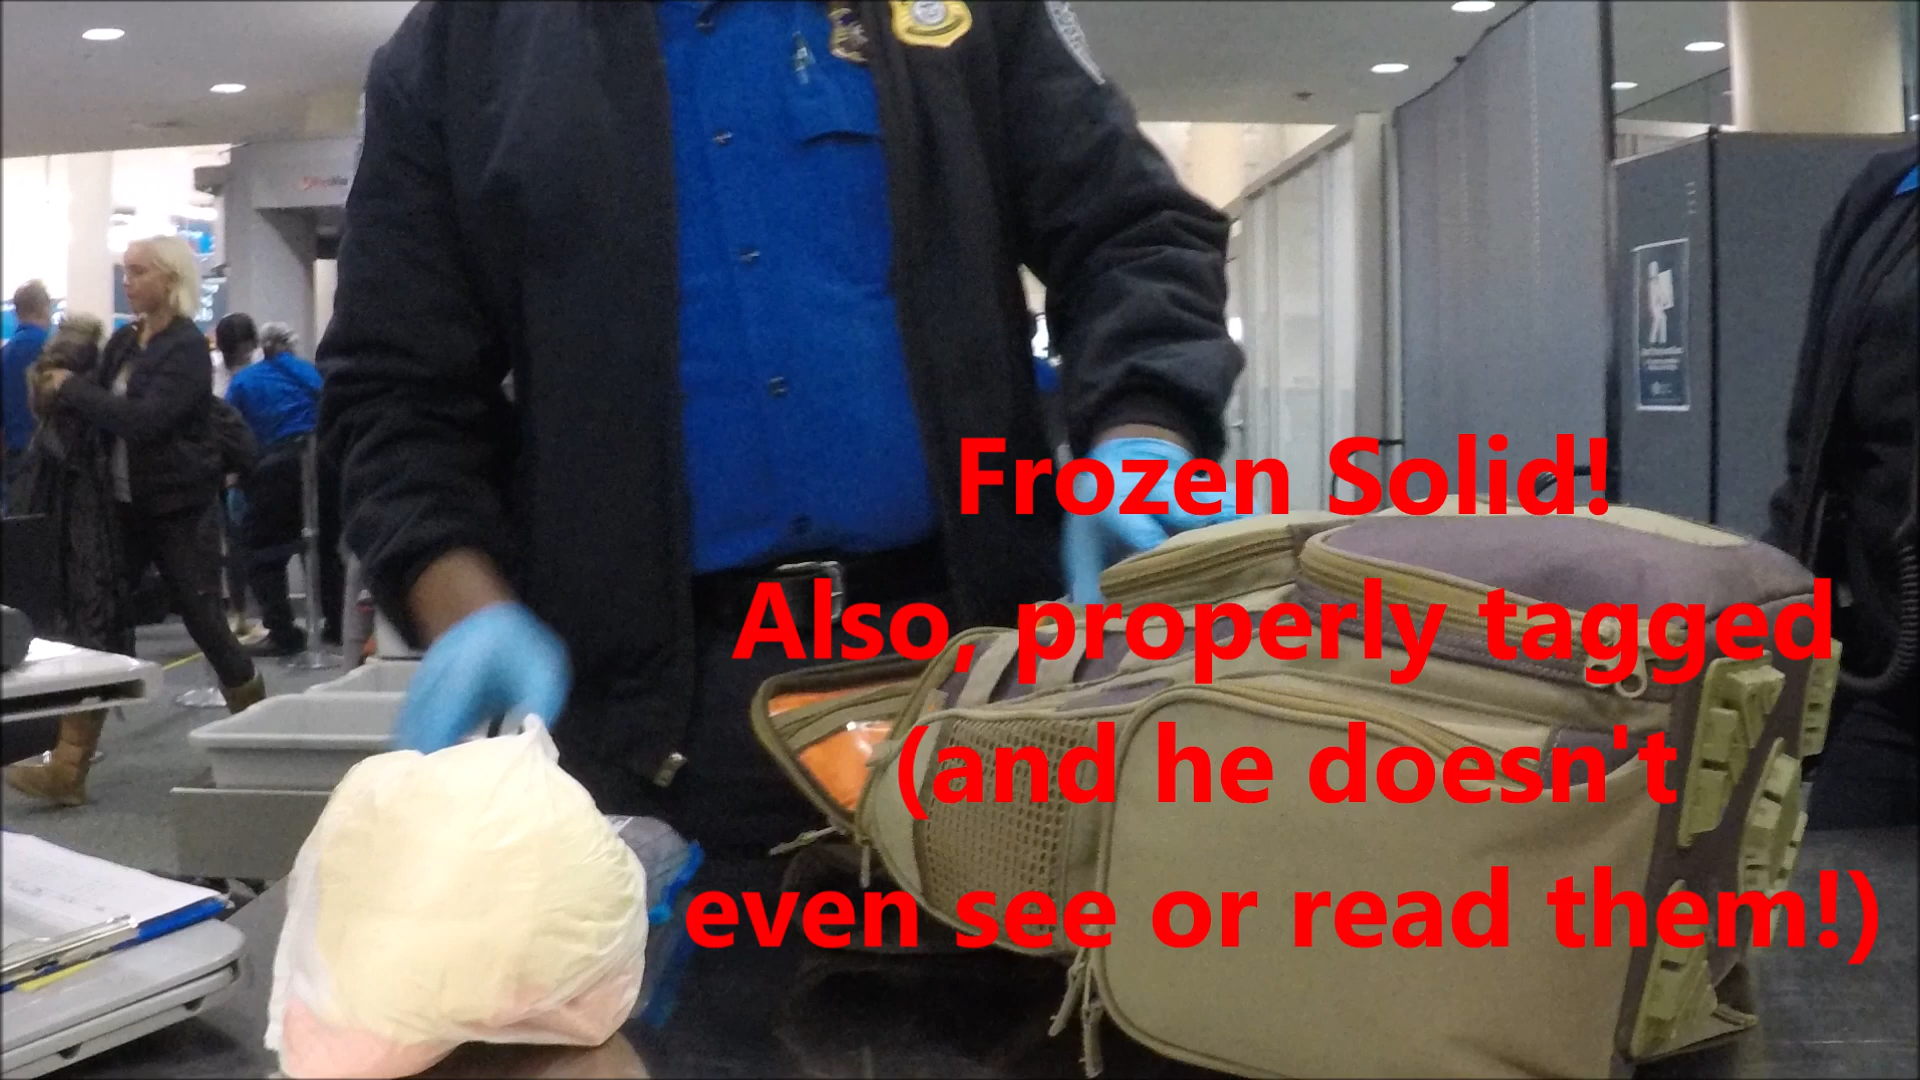 Frozen Solid!
Also, properly tagged
(and he doesn't
even see or read them!)